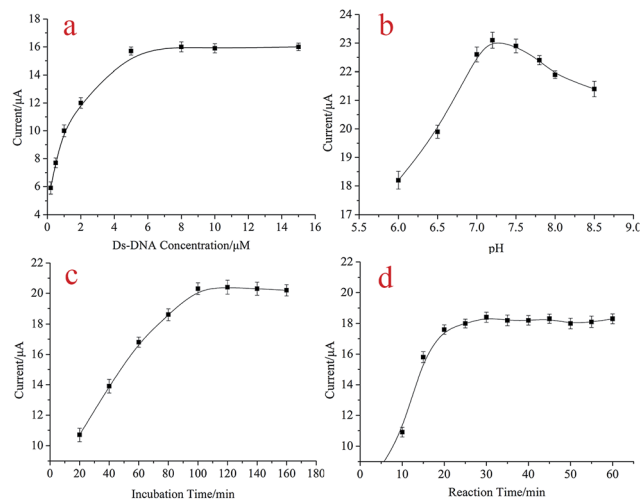 a
18
16
14
12
10
8
6
4
Current/μA
0 2 4 6 8 10 12 14 16
Ds-DNA Concentration/μM
b
24
23
22
21
20
19
18
17
Current/μA
5.5 6.0 6.5 7.0 7.5 8.0 8.5 9.0
pH
c
22
20
18
16
14
12
10
Current/μA
0 20 40 60 80 100 120 140 160 180
Incubation Time/min
d
22
20
18
16
14
12
10
Current/μA
0 10 20 30 40 50 60
Reaction Time/min